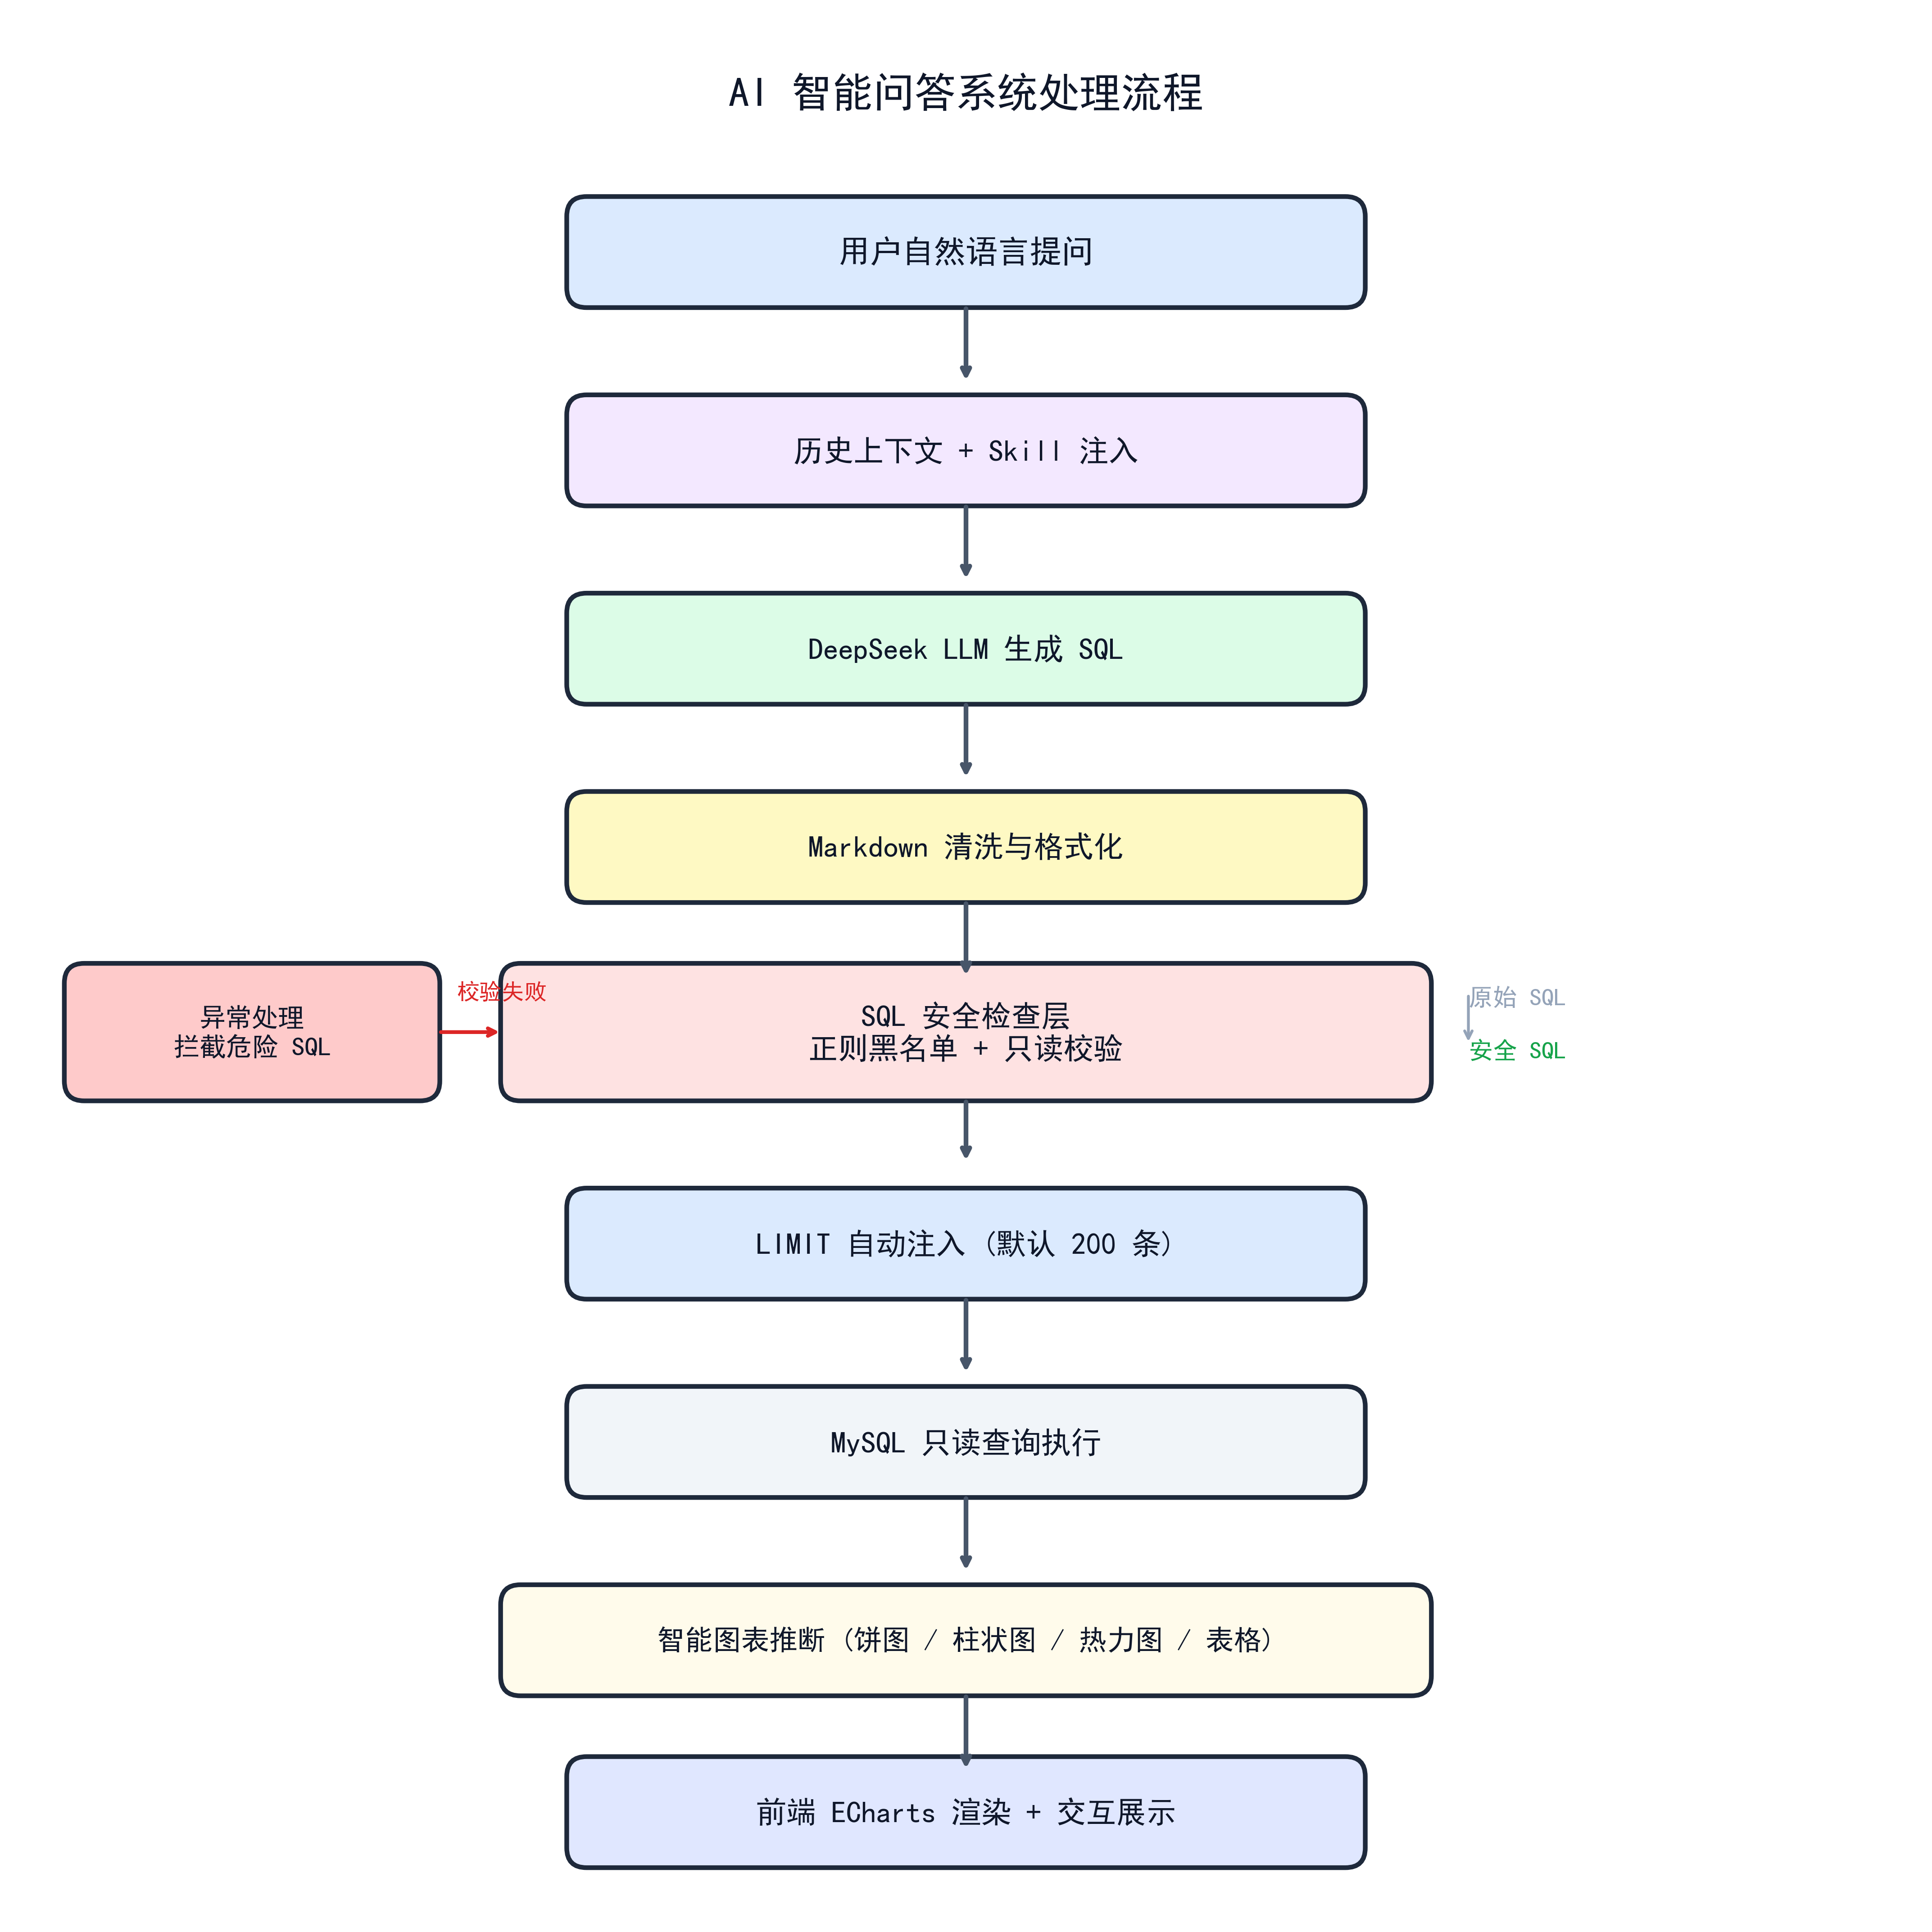 AI 智能问答系统处理流程
用户自然语言提问
历史上下文 + Skill 注入
DeepSeek LLM 生成 SQL
Markdown 清洗与格式化
异常处理
拦截危险 SQL
校验失败
SQL 安全检查层
正则黑名单 + 只读校验
原始 SQL
安全 SQL
LIMIT 自动注入（默认 200 条）
MySQL 只读查询执行
智能图表推断（饼图 / 柱状图 / 热力图 / 表格）
前端 ECharts 渲染 + 交互展示